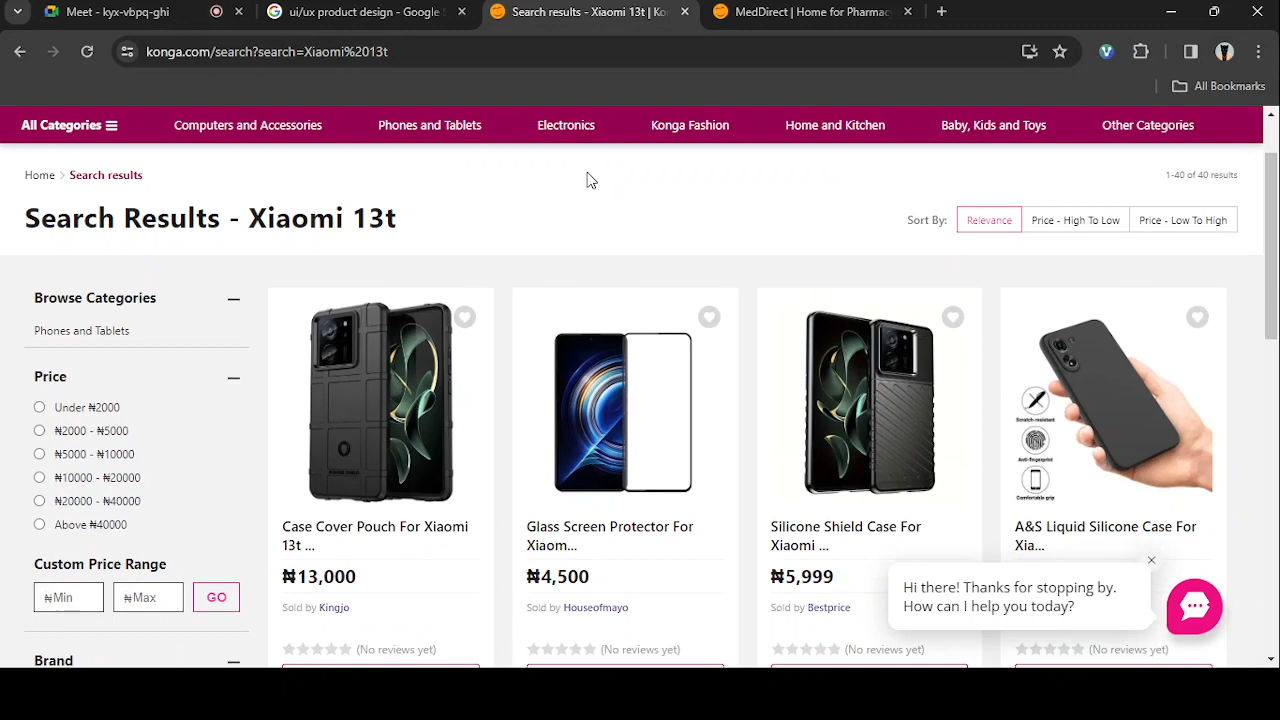 Meet - kyx-vbpq-ghi
ui/ux product design - Google
Search results - Xiaomi 13t | Kon
MedDirect | Home for Pharmac
konga.com/search?search=Xiaomi%2013t
All Bookmarks
All Categories
Computers and Accessories
Phones and Tablets
Electronics
Konga Fashion
Home and Kitchen
Baby, Kids and Toys
Other Categories
Home > Search results
1-40 of 40 results
Search Results - Xiaomi 13t
Sort By:
Relevance
Price - High To Low
Price - Low To High
Browse Categories
Phones and Tablets
Price
Under ₦2000
₦2000 - ₦5000
₦5000 - ₦10000
₦10000 - ₦20000
₦20000 - ₦40000
Above ₦40000
Custom Price Range
₦Min
₦Max
GO
Brand
Case Cover Pouch For Xiaomi
13t ...
₦13,000
Sold by Kingjo
(No reviews yet)
Glass Screen Protector For
Xiaom...
₦4,500
Sold by Houseofmayo
(No reviews yet)
Silicone Shield Case For
Xiaomi ...
₦5,999
Sold by Bestprice
(No reviews yet)
Scratch-resistant
Anti-fingerprint
Comfortable grip
A&S Liquid Silicone Case For
Xia...
(No reviews yet)
Hi there! Thanks for stopping by.
How can I help you today?